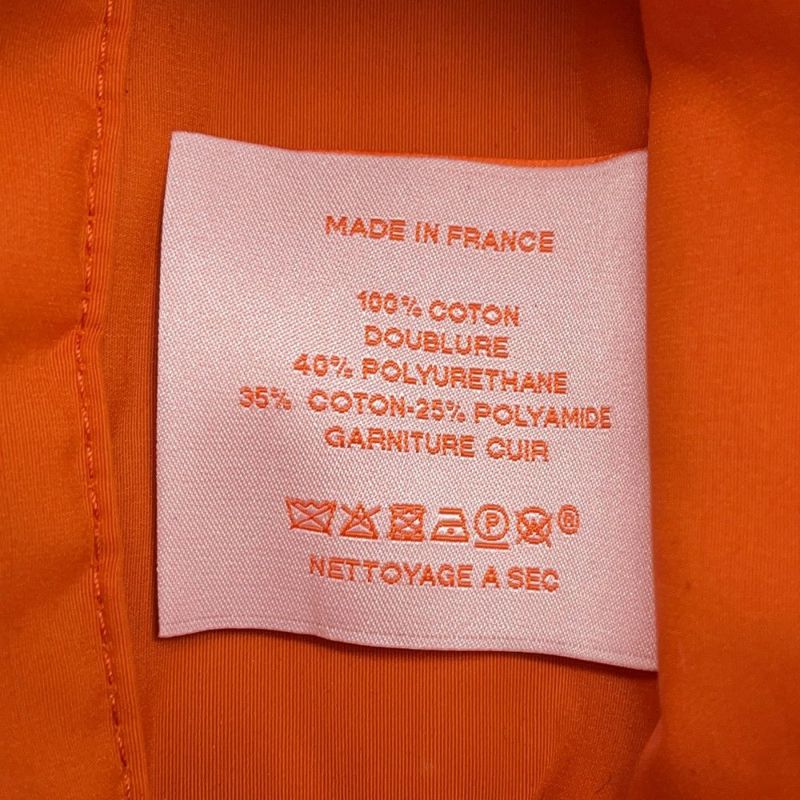 MADE IN FRANCE
100% COTON
DOUBLURE
40% POLYURETHANE
35% COTON-25% POLYAMIDE
GARNITURE CUIR
P W ®
NETTOYAGE A SEC